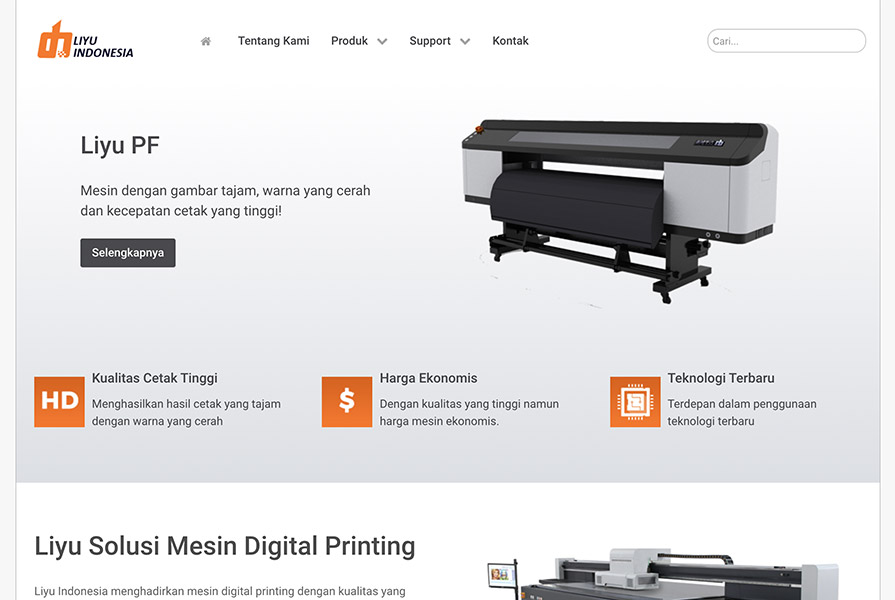 LIYU
INDONESIA
Tentang Kami
Produk
Support
Kontak
Cari...
Liyu PF
Mesin dengan gambar tajam, warna yang cerah
dan kecepatan cetak yang tinggi!
Selengkapnya
HD
Kualitas Cetak Tinggi
Menghasilkan hasil cetak yang tajam
dengan warna yang cerah
$
Harga Ekonomis
Dengan kualitas yang tinggi namun
harga mesin ekonomis.
Teknologi Terbaru
Terdepan dalam penggunaan
teknologi terbaru
Liyu Solusi Mesin Digital Printing
Liyu Indonesia menghadirkan mesin digital printing dengan kualitas yang